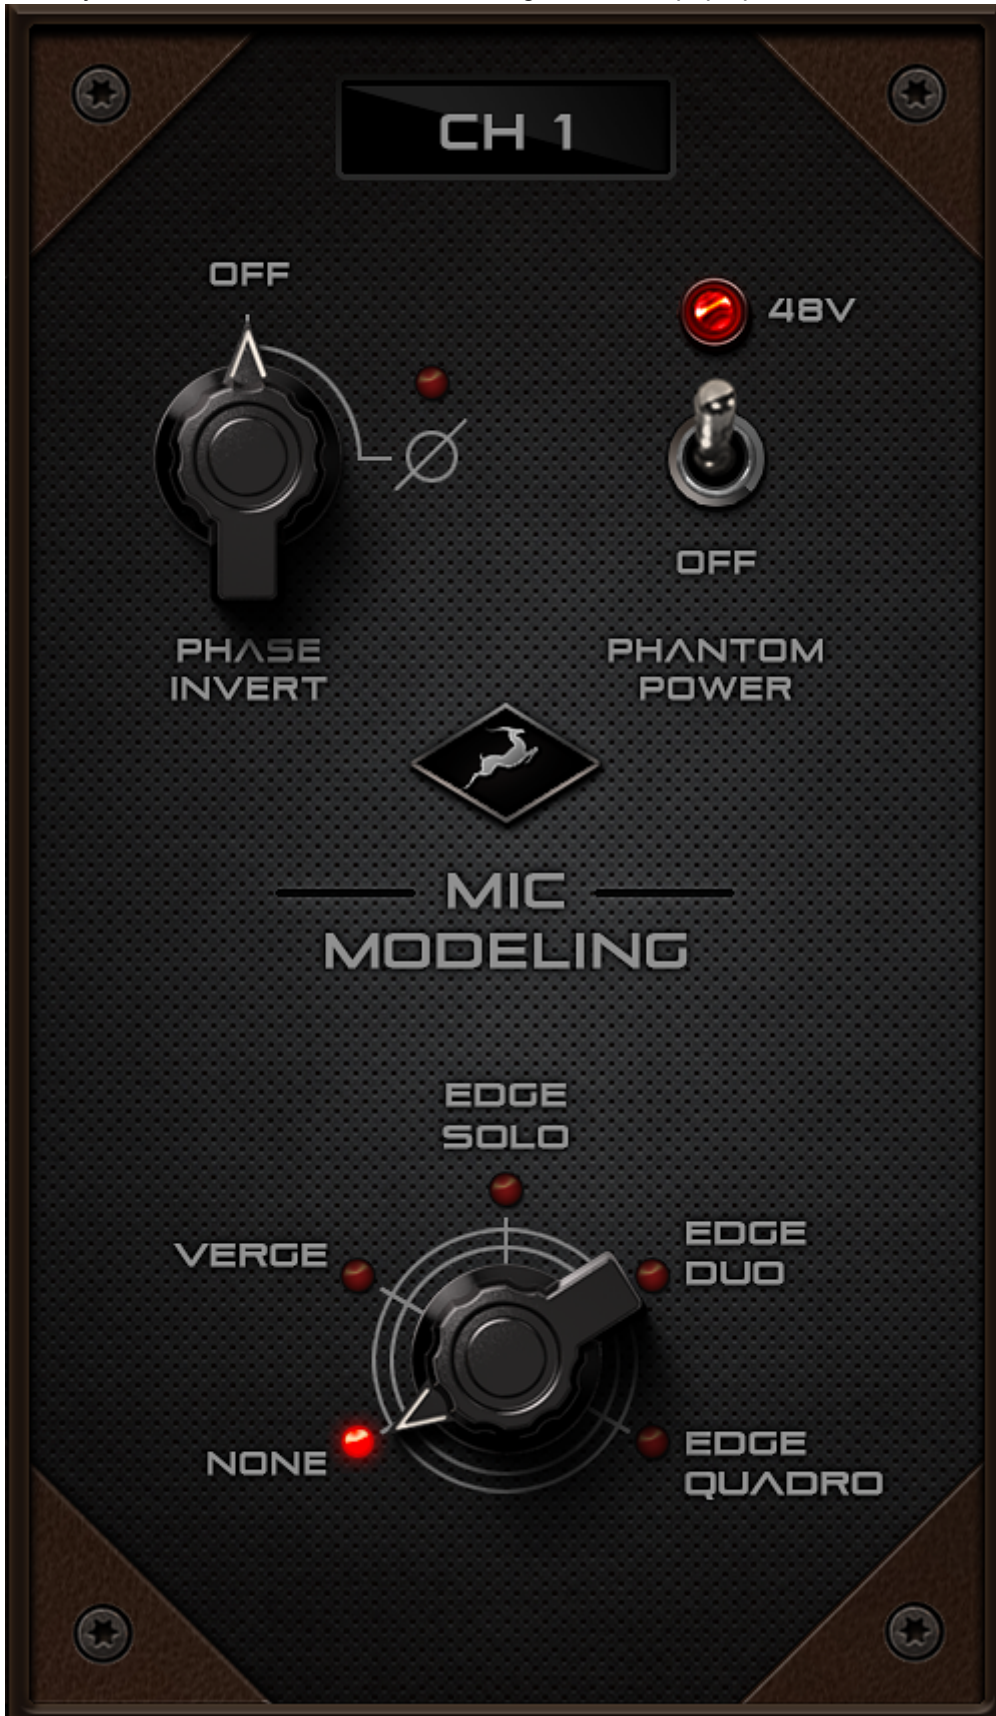 CH 1
OFF
48V
OFF
PHASE
INVERT
PHANTOM
POWER
MIC
MODELING
EDGE
SOLO
VERGE
EDGE
DUO
NONE
EDGE
QUADRO